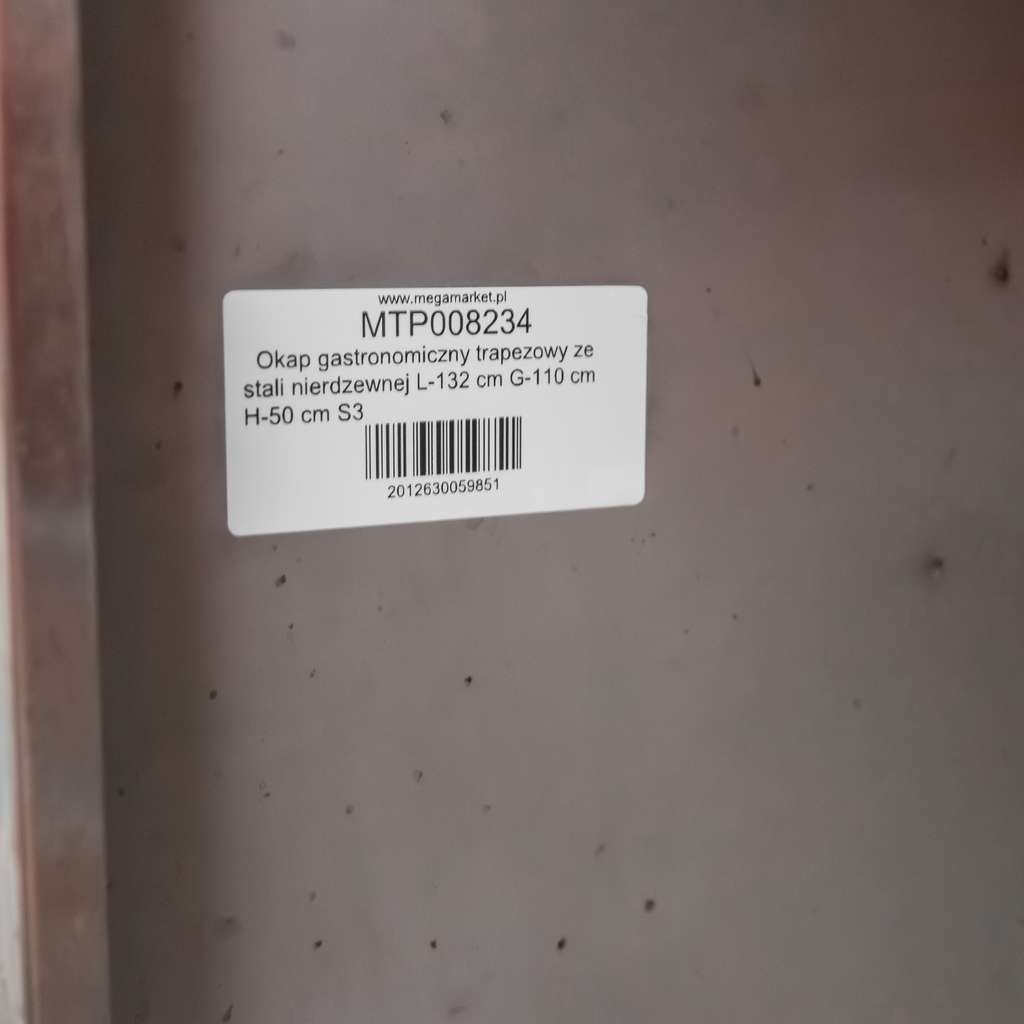 www.megamarket.pl
MTP008234
Okap gastronomiczny trapezowy ze
stali nierdzewnej L-132 cm G-110 cm
H-50 cm S3
2012630059851